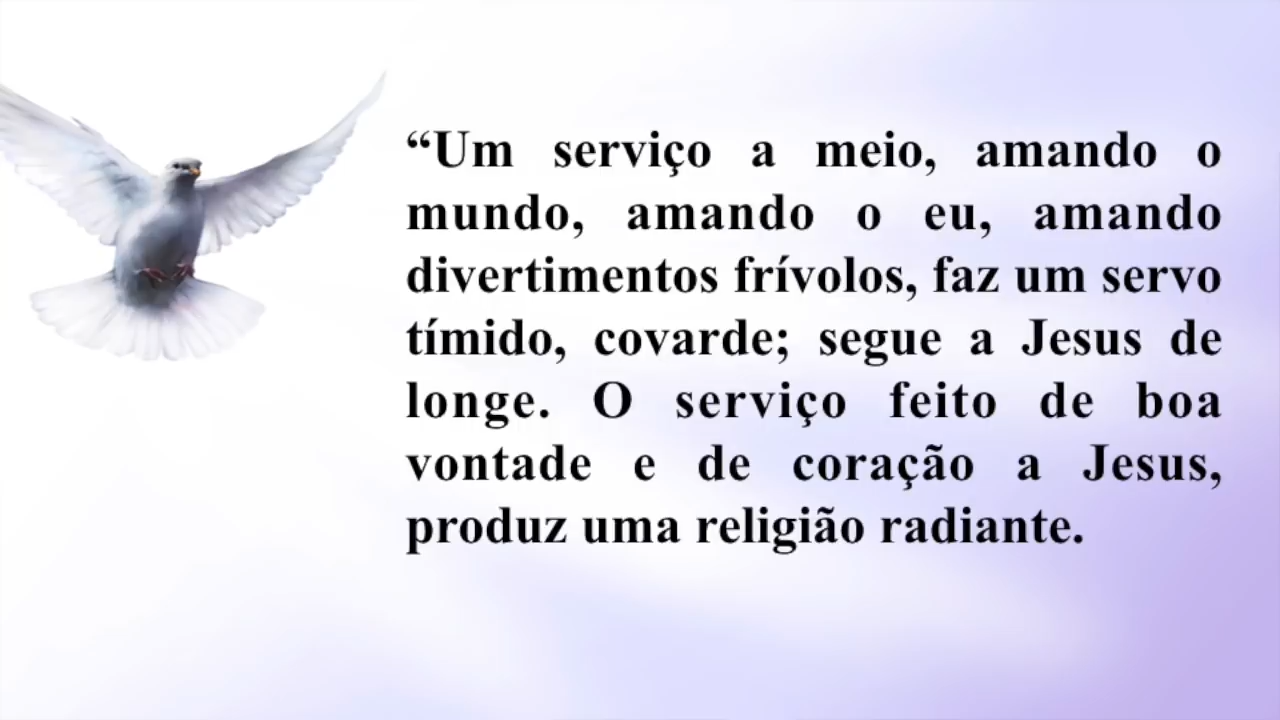 “Um serviço a meio, amando o
mundo, amando o eu, amando
divertimentos frívolos, faz um servo
tímido, covarde; segue a Jesus de
longe. O serviço feito de boa
vontade e de coração a Jesus,
produz uma religião radiante.